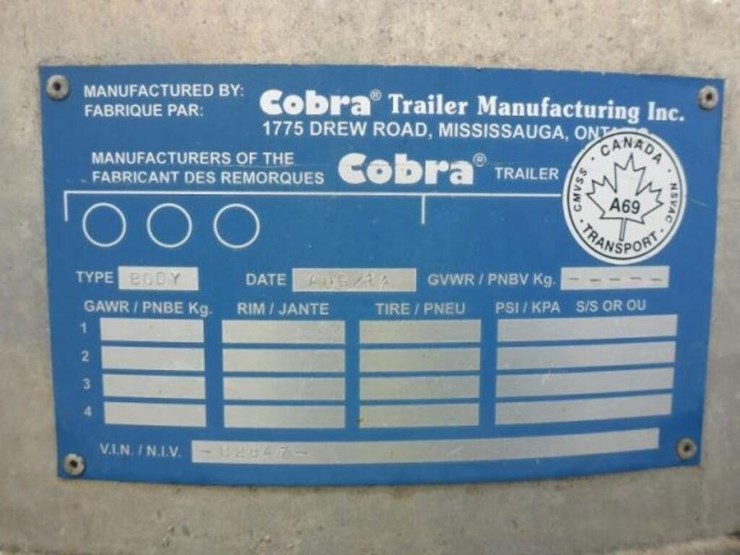 MANUFACTURED BY:
FABRIQUE PAR:
Cobra® Trailer Manufacturing Inc.
1775 DREW ROAD, MISSISSAUGA,
MANUFACTURERS OF THE
FABRICANT DES REMORQUES
Cobra® TRAILER
CANADA
CMVSS
NSVAC
A69
TRANSPORT
TYPE BODY DATE GVWR / PNBV Kg. - - - - -
GAWR / PNBE Kg. RIM / JANTE TIRE / PNEU PSI / KPA S/S OR OU
1
2
3
4
V.I.N. / N.I.V.